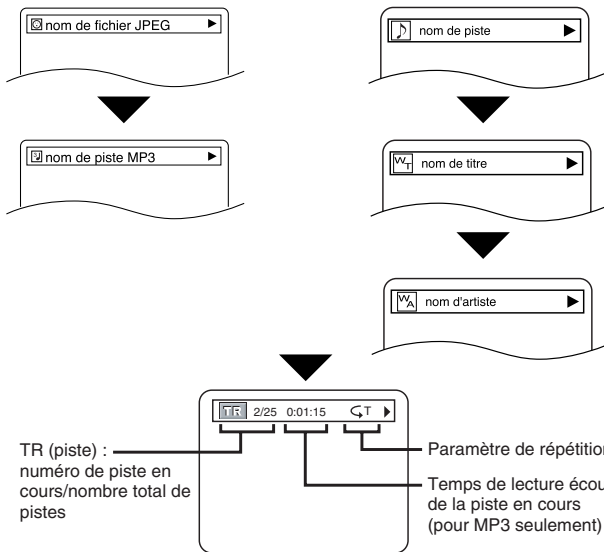 nom de fichier JPEG
nom de piste MP3
nom de piste
WT nom de titre
WA nom d'artiste
TR 2/25 0:01:15 T
TR (piste) :
numéro de piste en
cours/nombre total de
pistes
Paramètre de répétition
Temps de lecture écou
de la piste en cours
(pour MP3 seulement)